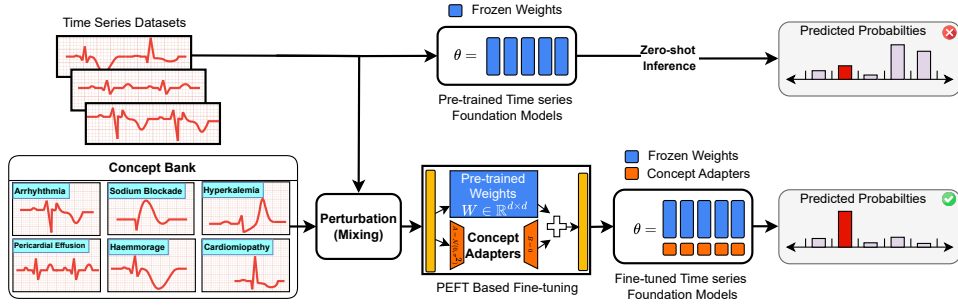 Time Series Datasets
θ =
Frozen Weights
Pre-trained Time series
Foundation Models
Zero-shot
Inference
Predicted Probabilties
Concept Bank
Arrhyhthmia
Sodium Blockade
Hyperkalemia
Pericardial Effusion
Haemmorage
Cardiomiopathy
Perturbation
(Mixing)
Pre-trained
Weights
W ∈ ℝ^{d×d}
Concept
Adapters
PEFT Based Fine-tuning
Frozen Weights
Concept Adapters
θ =
Fine-tuned Time series
Foundation Models
Predicted Probabilties